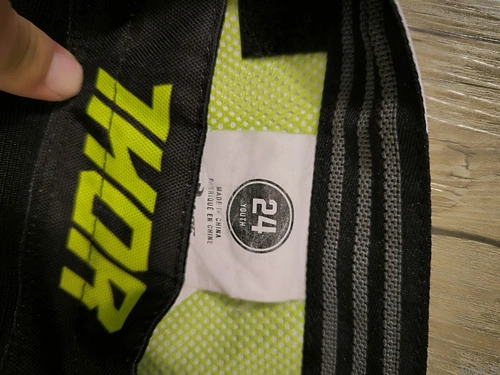 THOR
24
YOUTH
MADE IN CHINA
FABRIQUÉ EN CHINE